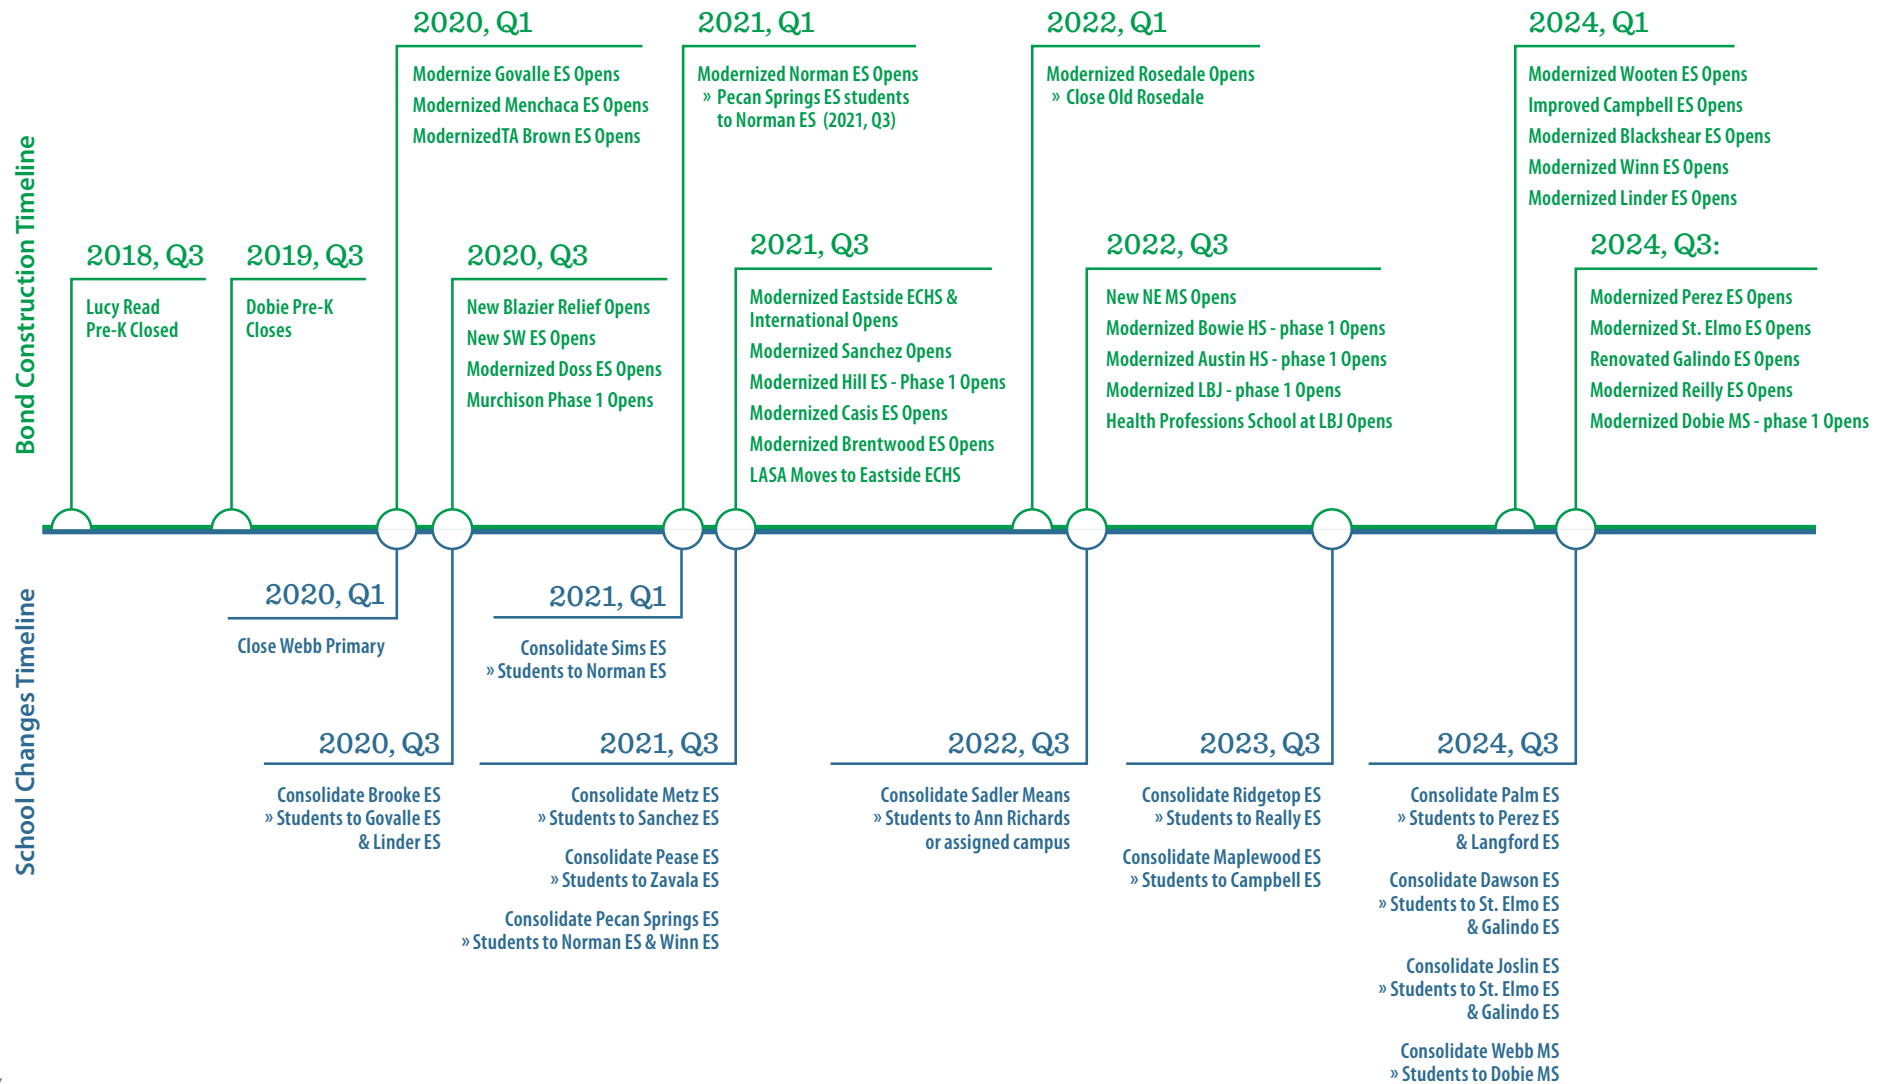 Bond Construction Timeline
2018, Q3
Lucy Read
Pre-K Closed
2019, Q3
Dobie Pre-K
Closes
2020, Q1
Modernize Govalle ES Opens
Modernized Menchaca ES Opens
ModernizedTA Brown ES Opens
2020, Q3
New Blazier Relief Opens
New SW ES Opens
Modernized Doss ES Opens
Murchison Phase 1 Opens
2021, Q1
Modernized Norman ES Opens
» Pecan Springs ES students
to Norman ES (2021, Q3)
2021, Q3
Modernized Eastside ECHS &
International Opens
Modernized Sanchez Opens
Modernized Hill ES - Phase 1 Opens
Modernized Casis ES Opens
Modernized Brentwood ES Opens
LASA Moves to Eastside ECHS
2022, Q1
Modernized Rosedale Opens
» Close Old Rosedale
2022, Q3
New NE MS Opens
Modernized Bowie HS - phase 1 Opens
Modernized Austin HS - phase 1 Opens
Modernized LBJ - phase 1 Opens
Health Professions School at LBJ Opens
2024, Q1
Modernized Wooten ES Opens
Improved Campbell ES Opens
Modernized Blackshear ES Opens
Modernized Winn ES Opens
Modernized Linder ES Opens
2024, Q3:
Modernized Perez ES Opens
Modernized St. Elmo ES Opens
Renovated Galindo ES Opens
Modernized Reilly ES Opens
Modernized Dobie MS - phase 1 Opens
School Changes Timeline
2020, Q1
Close Webb Primary
2020, Q3
Consolidate Brooke ES
» Students to Govalle ES
& Linder ES
2021, Q1
Consolidate Sims ES
» Students to Norman ES
2021, Q3
Consolidate Metz ES
» Students to Sanchez ES
Consolidate Pease ES
» Students to Zavala ES
Consolidate Pecan Springs ES
» Students to Norman ES & Winn ES
2022, Q3
Consolidate Sadler Means
» Students to Ann Richards
or assigned campus
2023, Q3
Consolidate Ridgetop ES
» Students to Really ES
Consolidate Maplewood ES
» Students to Campbell ES
2024, Q3
Consolidate Palm ES
» Students to Perez ES
& Langford ES
Consolidate Dawson ES
» Students to St. Elmo ES
& Galindo ES
Consolidate Joslin ES
» Students to St. Elmo ES
& Galindo ES
Consolidate Webb MS
» Students to Dobie MS